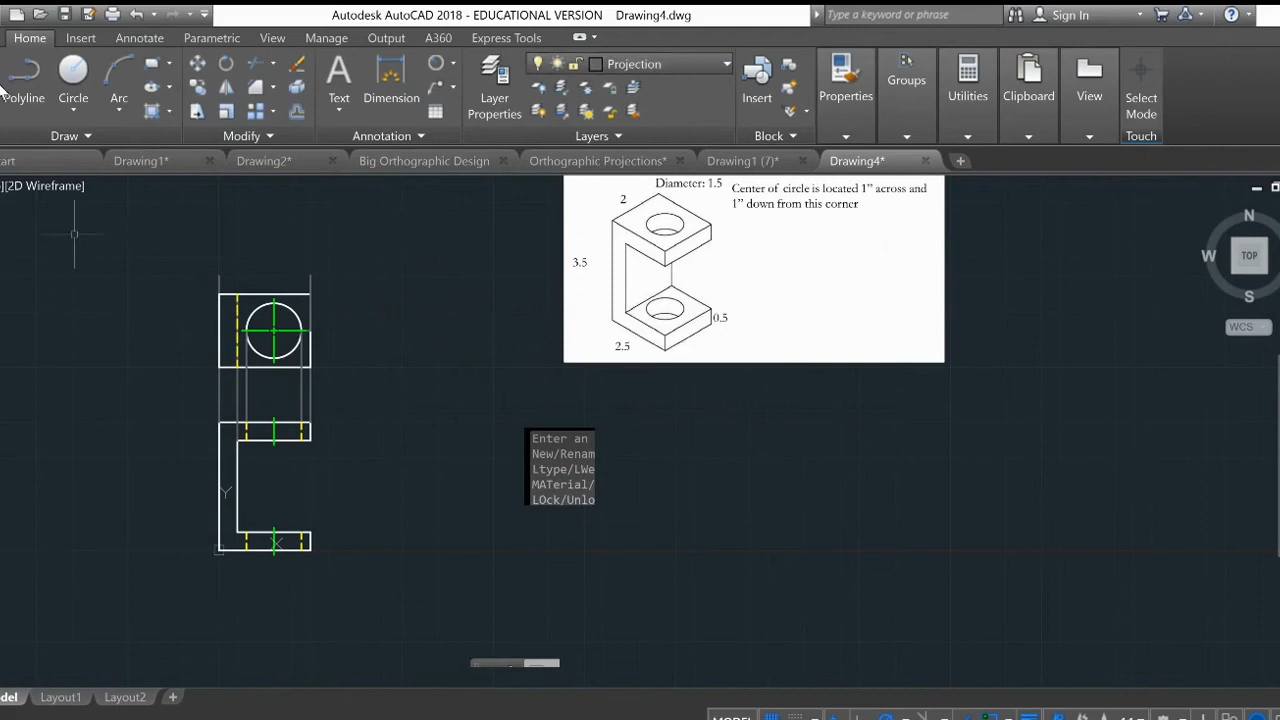 Autodesk AutoCAD 2018 - EDUCATIONAL VERSION Drawing4.dwg
Type a keyword or phrase
Sign In
Home Insert Annotate Parametric View Manage Output A360 Express Tools
Polyline Circle Arc
Text Dimension
Layer Properties
Projection
Insert
Properties
Groups
Utilities
Clipboard
View
Select Mode
Draw Modify Annotation Layers Block Touch
Drawing1* Drawing2* Big Orthographic Design Orthographic Projections* Drawing1 (7)* Drawing4*
][2D Wireframe]
Diameter: 1.5
Center of circle is located 1” across and
1” down from this corner
2
3.5
0.5
2.5
N
W
TOP
S
WCS
Enter an
New/Renam
Ltype/LWe
MATerial/
LOck/Unlo
Y
X
Layout1 Layout2
MODEL